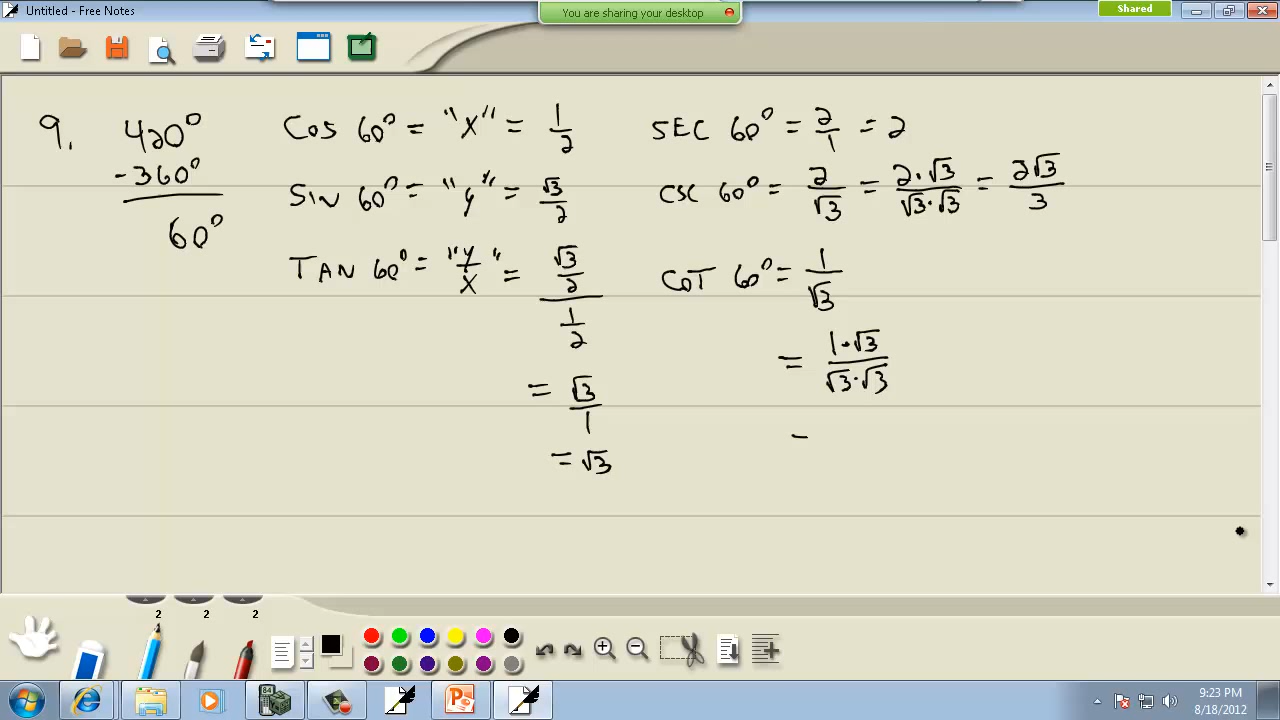 Untitled - Free Notes
You are sharing your desktop
Shared
9. 420°
-360°
60°
COS 60° = "X" = 1/2
SIN 60° = "Y" = √3/2
TAN 60° = "Y/X" = (√3/2)/(1/2)
= √3/1
= √3
SEC 60° = 2/1 = 2
CSC 60° = 2/√3 = 2·√3/√3·√3 = 2√3/3
COT 60° = 1/√3
= 1·√3/√3·√3
-
2 2 2
9:23 PM
8/18/2012